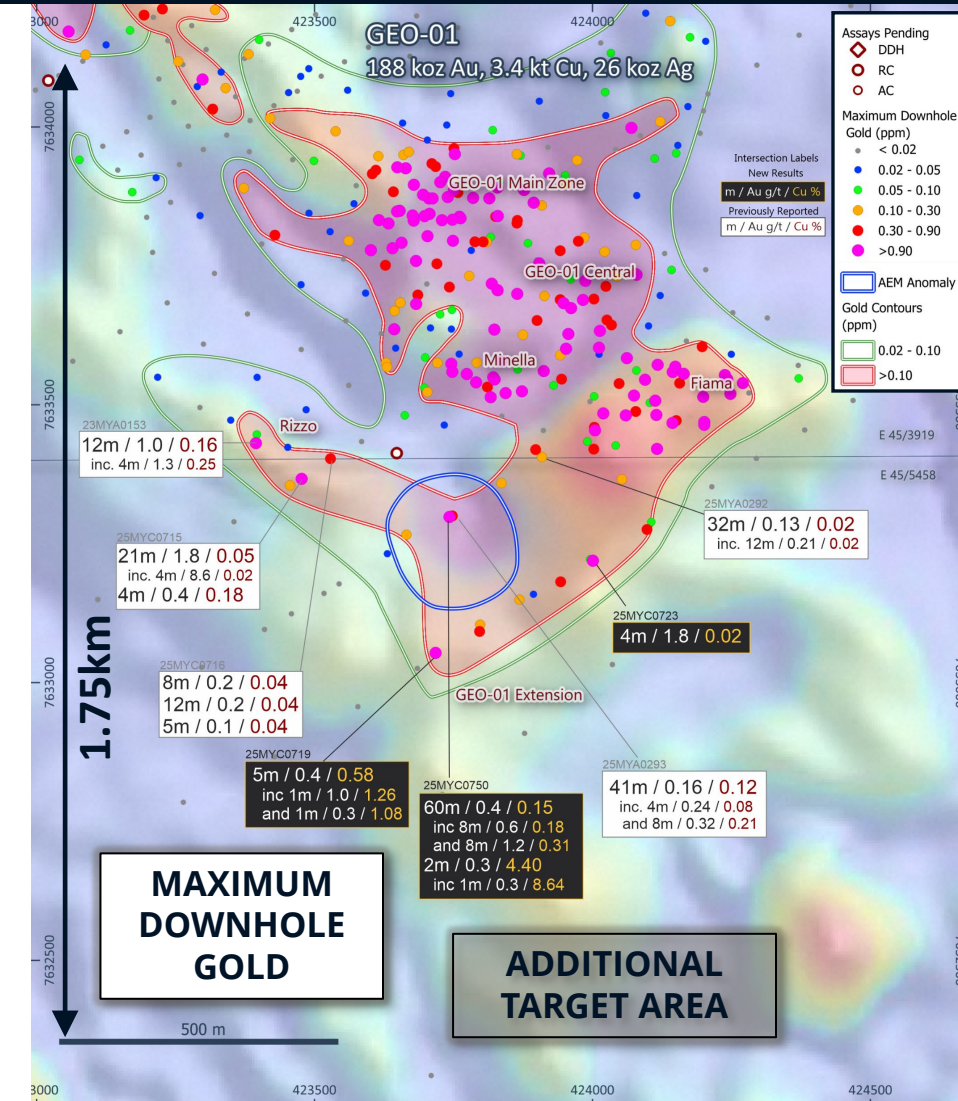 3000
423500
424000
GEO-01
188 koz Au, 3.4 kt Cu, 26 koz Ag
Assays Pending
DDH
RC
AC
Maximum Downhole
Gold (ppm)
< 0.02
0.02 - 0.05
0.05 - 0.10
0.10 - 0.30
0.30 - 0.90
>0.90
AEM Anomaly
Gold Contours
(ppm)
0.02 - 0.10
>0.10
Intersection Labels
New Results
m / Au g/t / Cu %
Previously Reported
m / Au g/t / Cu %
7634000
GEO-01 Main Zone
GEO-01 Central
Minella
Fiama
7633500
Rizzo
E 45/3919
E 45/5458
23MYA0153
12m / 1.0 / 0.16
inc. 4m / 1.3 / 0.25
25MYA0292
32m / 0.13 / 0.02
inc. 12m / 0.21 / 0.02
25MYC0715
21m / 1.8 / 0.05
inc. 4m / 8.6 / 0.02
4m / 0.4 / 0.18
25MYC0723
4m / 1.8 / 0.02
1.75km
7633000
25MYC0716
8m / 0.2 / 0.04
12m / 0.2 / 0.04
5m / 0.1 / 0.04
GEO-01 Extension
25MYC0719
5m / 0.4 / 0.58
inc 1m / 1.0 / 1.26
and 1m / 0.3 / 1.08
25MYC0750
60m / 0.4 / 0.15
inc 8m / 0.6 / 0.18
and 8m / 1.2 / 0.31
2m / 0.3 / 4.40
inc 1m / 0.3 / 8.64
25MYA0293
41m / 0.16 / 0.12
inc. 4m / 0.24 / 0.08
and 8m / 0.32 / 0.21
MAXIMUM
DOWNHOLE
GOLD
ADDITIONAL
TARGET AREA
7632500
500 m
3000
423500
424000
424500